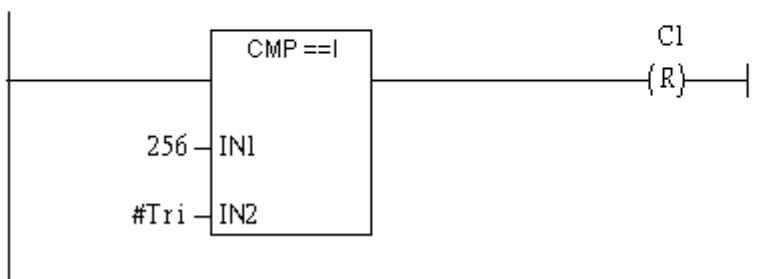 CMP ==I
C1
(R)
256 IN1
#Tri IN2